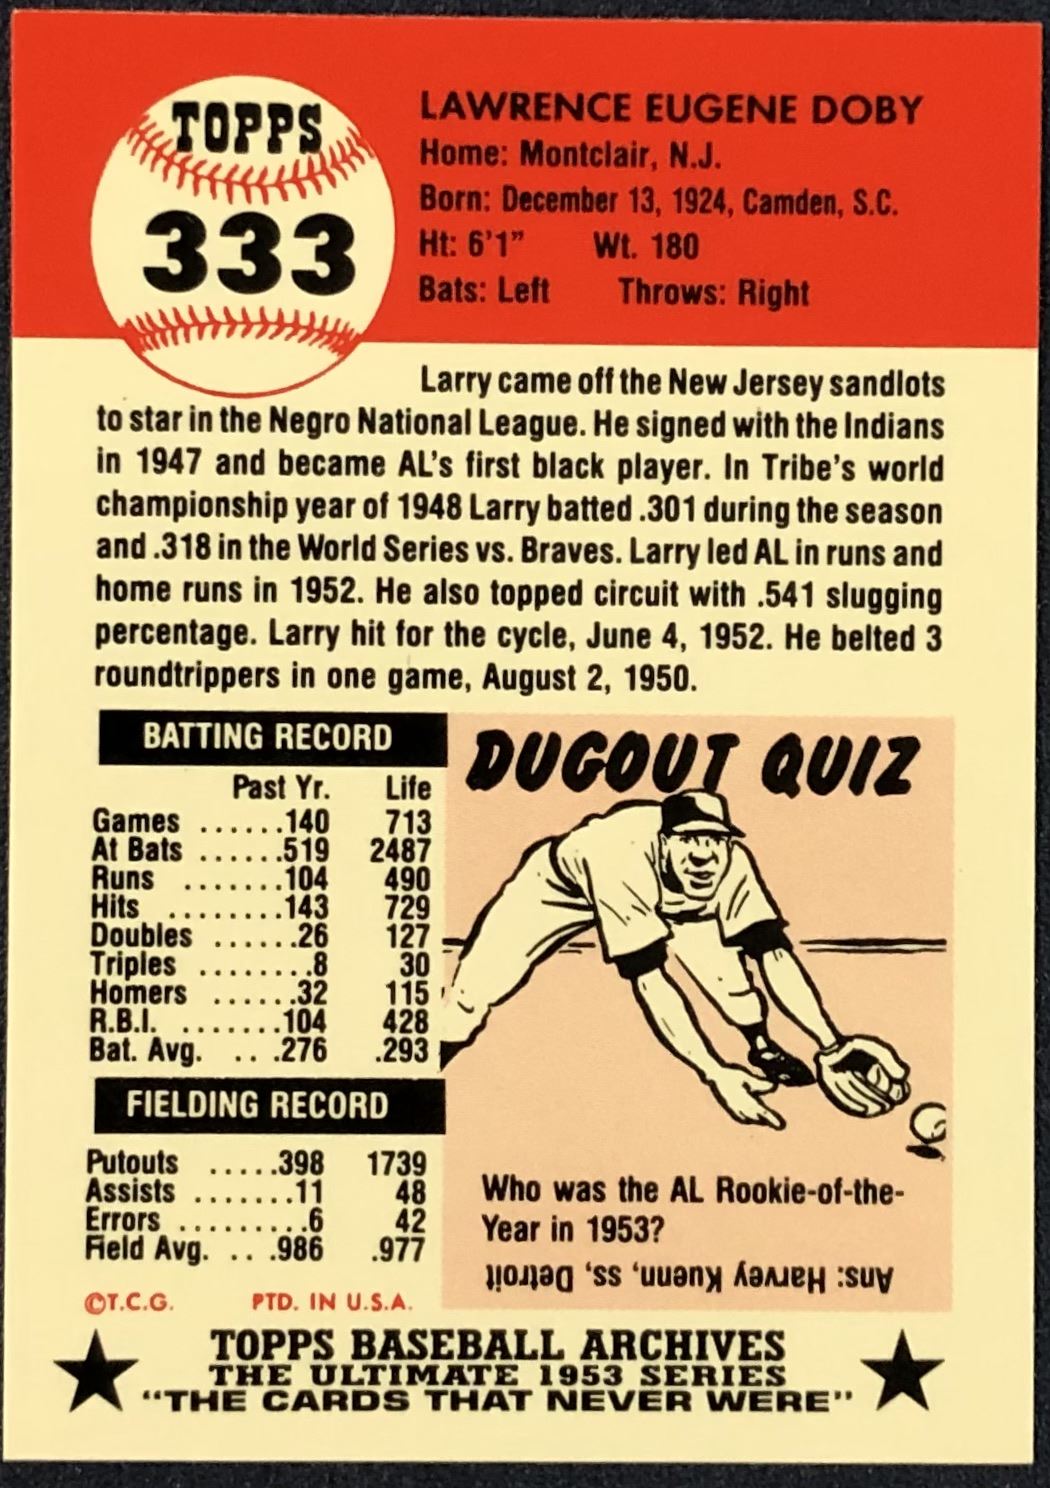 TOPPS
333
LAWRENCE EUGENE DOBY
Home: Montclair, N.J.
Born: December 13, 1924, Camden, S.C.
Ht: 6'1" Wt. 180
Bats: Left Throws: Right
Larry came off the New Jersey sandlots
to star in the Negro National League. He signed with the Indians
in 1947 and became AL's first black player. In Tribe's world
championship year of 1948 Larry batted .301 during the season
and .318 in the World Series vs. Braves. Larry led AL in runs and
home runs in 1952. He also topped circuit with .541 slugging
percentage. Larry hit for the cycle, June 4, 1952. He belted 3
roundtrippers in one game, August 2, 1950.
BATTING RECORD
Past Yr. Life
Games ......140 713
At Bats ......519 2487
Runs .......104 490
Hits ........143 729
Doubles ......26 127
Triples ........8 30
Homers ......32 115
R.B.I. .......104 428
Bat. Avg. ...276 .293
FIELDING RECORD
Putouts .....398 1739
Assists .......11 48
Errors .........6 42
Field Avg. ...986 .977
©T.C.G. PTD. IN U.S.A.
DUGOUT QUIZ
Who was the AL Rookie-of-the-
Year in 1953?
Ans: Harvey Kuenn, ss, Detroit
TOPPS BASEBALL ARCHIVES
THE ULTIMATE 1953 SERIES
"THE CARDS THAT NEVER WERE"